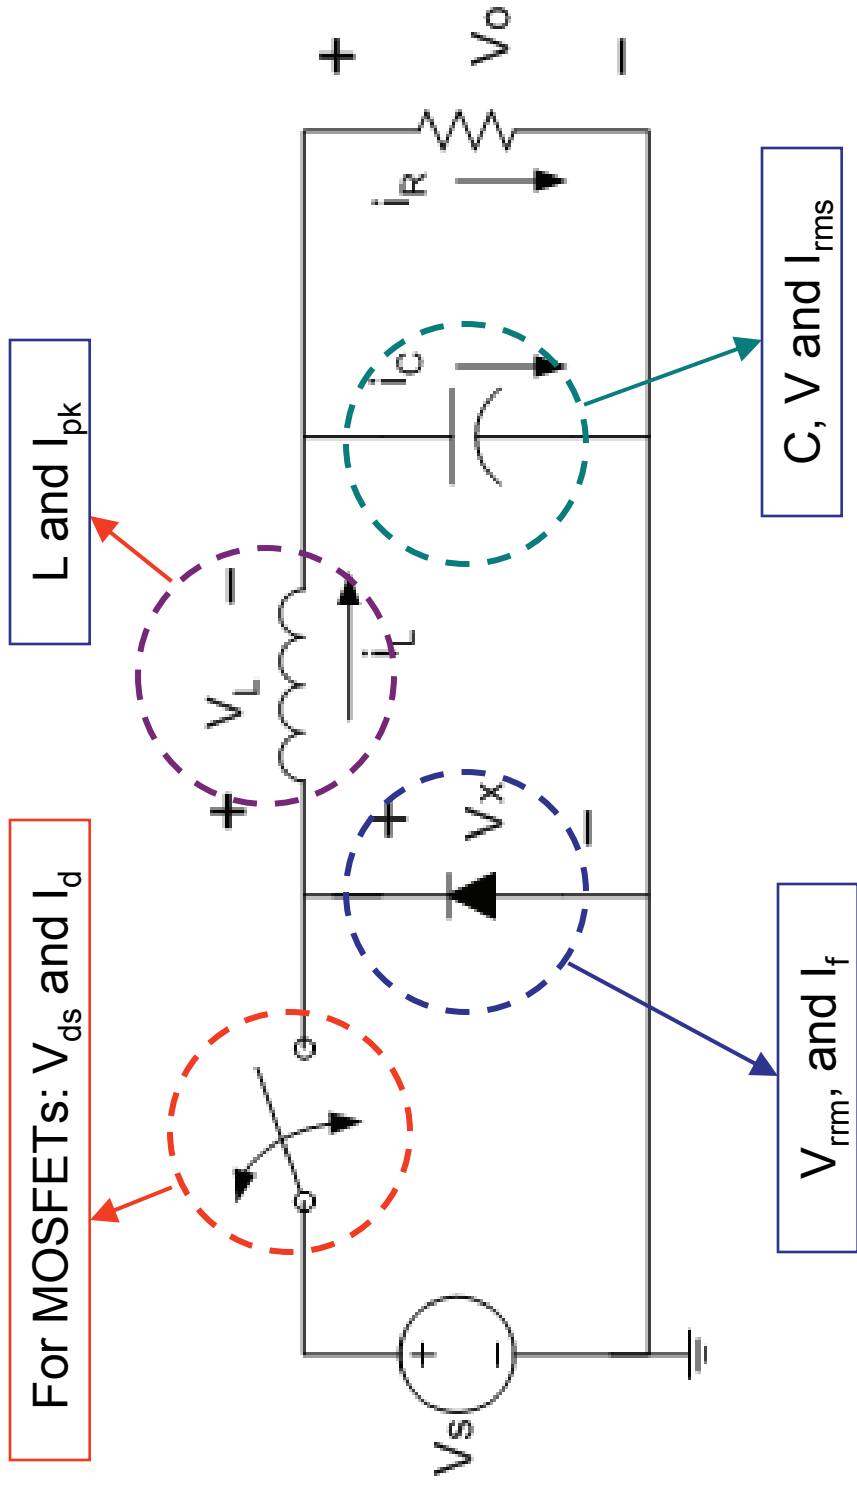 For MOSFETs: Vds and Id
L and Ipk
+ VL −
iL
Vs
+
−
+
Vx
−
iC
iR
+
Vo
−
Vrrm, and If
C, V and Irms